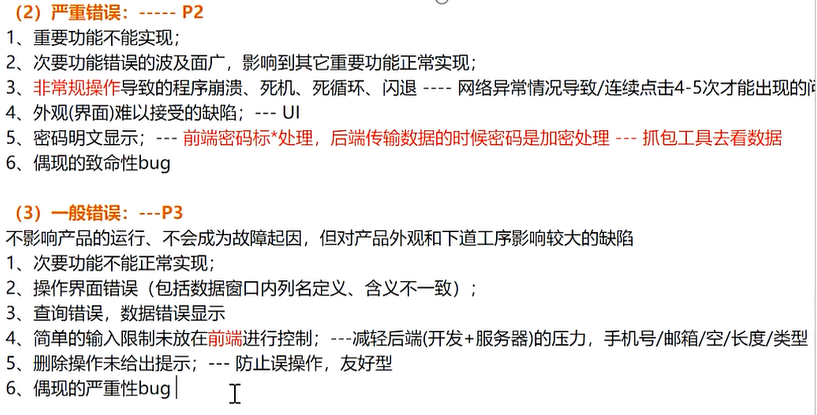 （2）严重错误：----- P2
1、重要功能不能实现；
2、次要功能错误的波及面广，影响到其它重要功能正常实现；
3、非常规操作导致的程序崩溃、死机、死循环、闪退 ---- 网络异常情况导致/连续点击4-5次才能出现的问
4、外观(界面)难以接受的缺陷；--- UI
5、密码明文显示；--- 前端密码标*处理，后端传输数据的时候密码是加密处理 --- 抓包工具去看数据
6、偶现的致命性bug
（3）一般错误：---P3
不影响产品的运行、不会成为故障起因，但对产品外观和下道工序影响较大的缺陷
1、次要功能不能正常实现；
2、操作界面错误（包括数据窗口内列名定义、含义不一致）；
3、查询错误，数据错误显示
4、简单的输入限制未放在前端进行控制；---减轻后端(开发+服务器)的压力，手机号/邮箱/空/长度/类型
5、删除操作未给出提示；--- 防止误操作，友好型
6、偶现的严重性bug